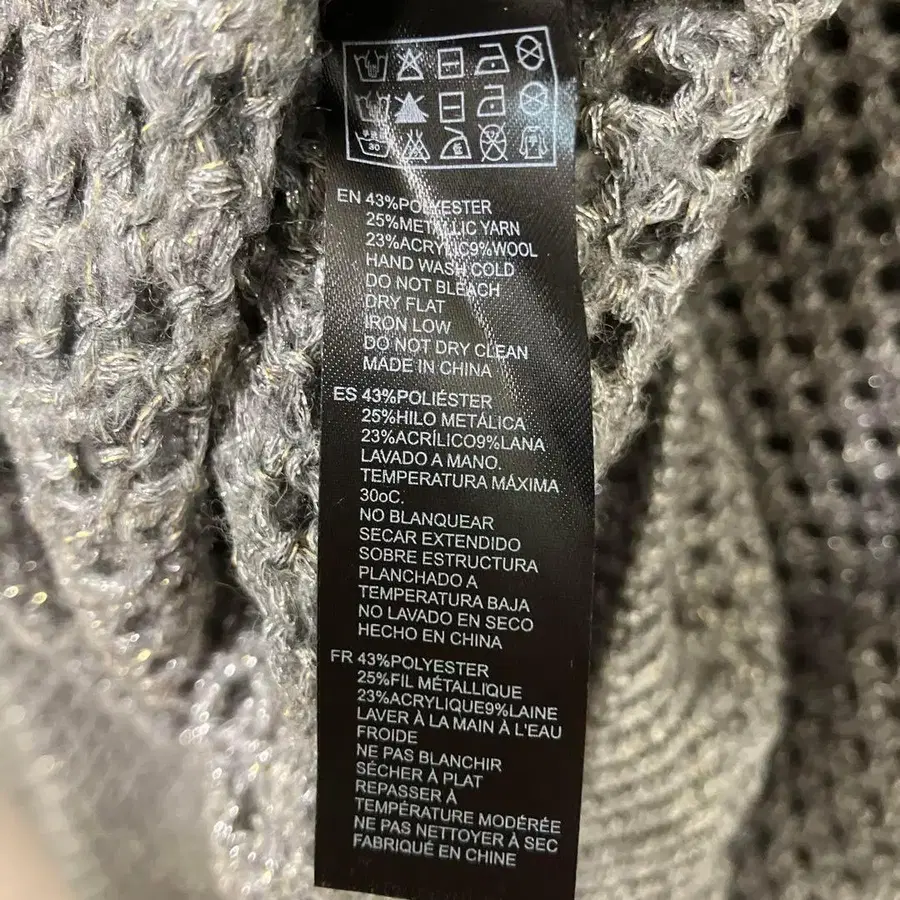 30
EN 43%POLYESTER
25%METALLIC YARN
23%ACRYLIC9%WOOL
HAND WASH COLD
DO NOT BLEACH
DRY FLAT
IRON LOW
DO NOT DRY CLEAN
MADE IN CHINA
ES 43%POLIÉSTER
25%HILO METÁLICA
23%ACRÍLICO9%LANA
LAVADO A MANO.
TEMPERATURA MÁXIMA
30oC.
NO BLANQUEAR
SECAR EXTENDIDO
SOBRE ESTRUCTURA
PLANCHADO A
TEMPERATURA BAJA
NO LAVADO EN SECO
HECHO EN CHINA
FR 43%POLYESTER
25%FIL MÉTALLIQUE
23%ACRYLIQUE9%LAINE
LAVER À LA MAIN À L'EAU
FROIDE
NE PAS BLANCHIR
SÉCHER À PLAT
REPASSER À
TEMPÉRATURE MODÉRÉE
NE PAS NETTOYER À SEC
FABRIQUÉ EN CHINE